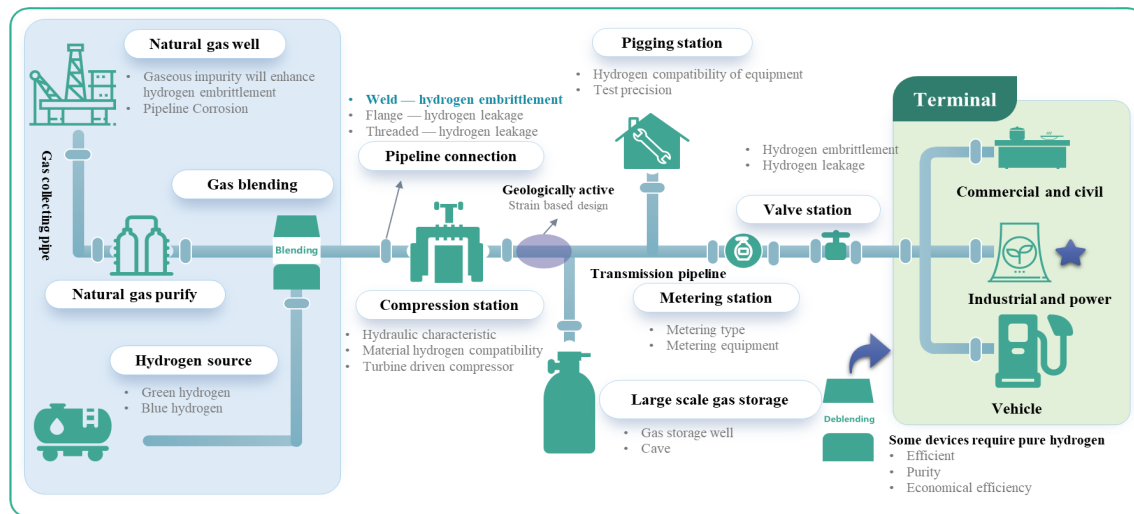 Natural gas well
• Gaseous impurity will enhance
hydrogen embrittlement
• Pipeline Corrosion
Gas collecting pipe
Gas blending
Blending
Natural gas purify
Hydrogen source
• Green hydrogen
• Blue hydrogen
• Weld — hydrogen embrittlement
• Flange — hydrogen leakage
• Threaded — hydrogen leakage
Pipeline connection
Geologically active
Strain based design
Compression station
• Hydraulic characteristic
• Material hydrogen compatibility
• Turbine driven compressor
Pigging station
• Hydrogen compatibility of equipment
• Test precision
Transmission pipeline
Metering station
• Metering type
• Metering equipment
• Hydrogen embrittlement
• Hydrogen leakage
Valve station
Large scale gas storage
• Gas storage well
• Cave
Deblending
Terminal
Commercial and civil
Industrial and power
Vehicle
Some devices require pure hydrogen
• Efficient
• Purity
• Economical efficiency